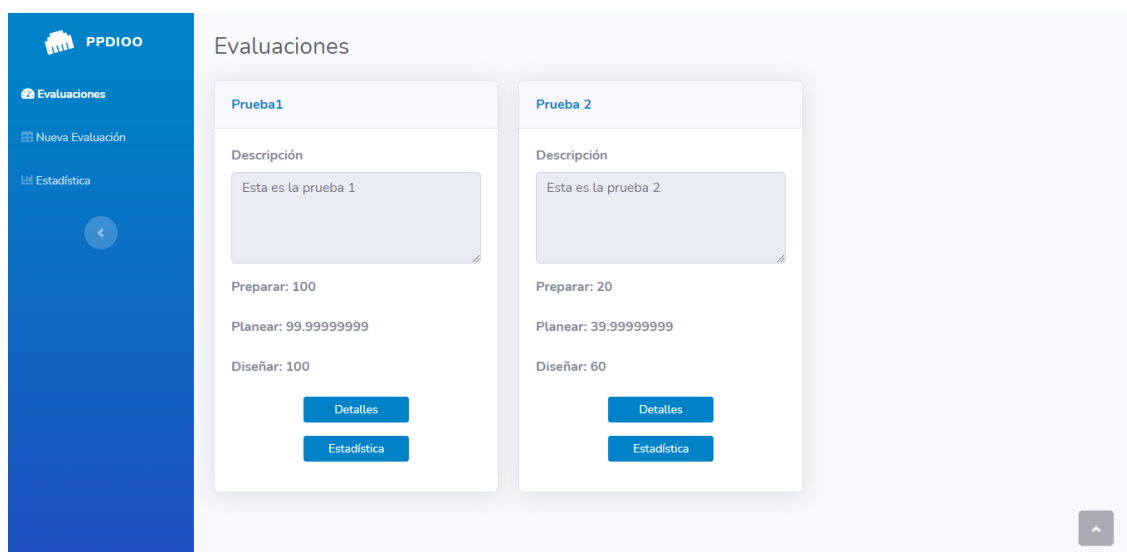 PPDIOO
Evaluaciones
Nueva Evaluación
Estadística
Evaluaciones
Prueba1
Descripción
Esta es la prueba 1
Preparar: 100
Planear: 99.99999999
Diseñar: 100
Detalles
Estadística
Prueba 2
Descripción
Esta es la prueba 2
Preparar: 20
Planear: 39.99999999
Diseñar: 60
Detalles
Estadística